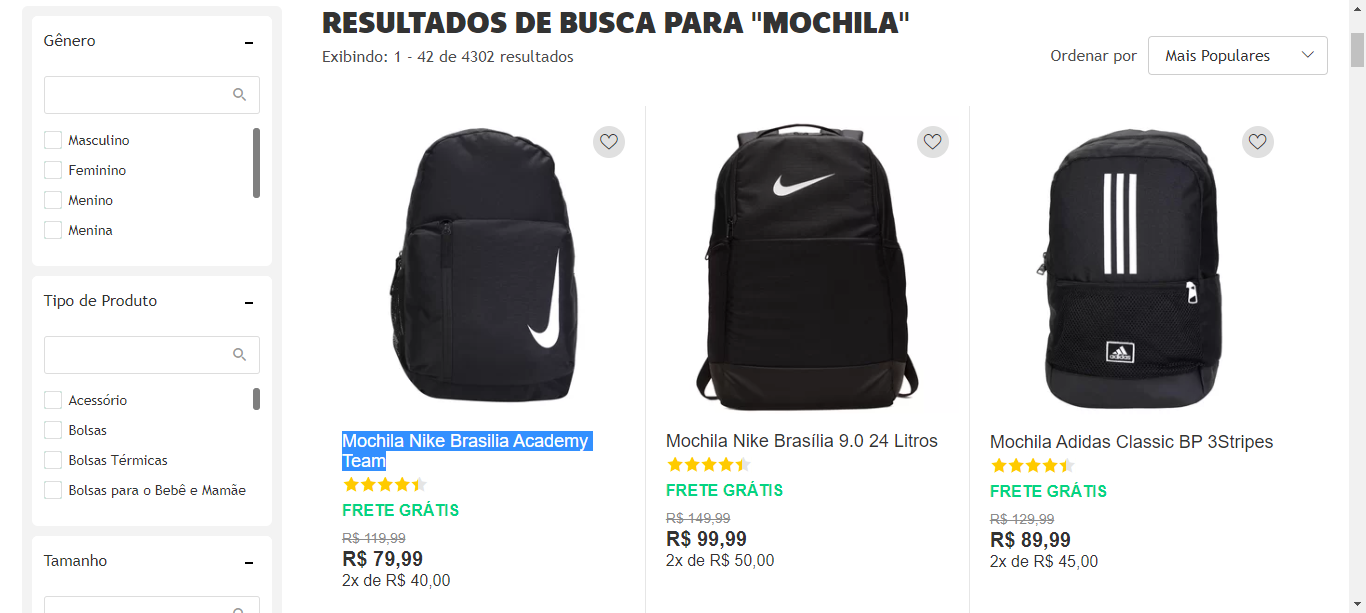 RESULTADOS DE BUSCA PARA "MOCHILA"
Exibindo: 1 - 42 de 4302 resultados
Ordenar por
Mais Populares
Gênero
Masculino
Feminino
Menino
Menina
Tipo de Produto
Acessório
Bolsas
Bolsas Térmicas
Bolsas para o Bebê e Mamãe
Tamanho
adidas
Mochila Nike Brasilia Academy
Team
FRETE GRÁTIS
R$ 119,99
R$ 79,99
2x de R$ 40,00
Mochila Nike Brasília 9.0 24 Litros
FRETE GRÁTIS
R$ 149,99
R$ 99,99
2x de R$ 50,00
Mochila Adidas Classic BP 3Stripes
FRETE GRÁTIS
R$ 129,99
R$ 89,99
2x de R$ 45,00